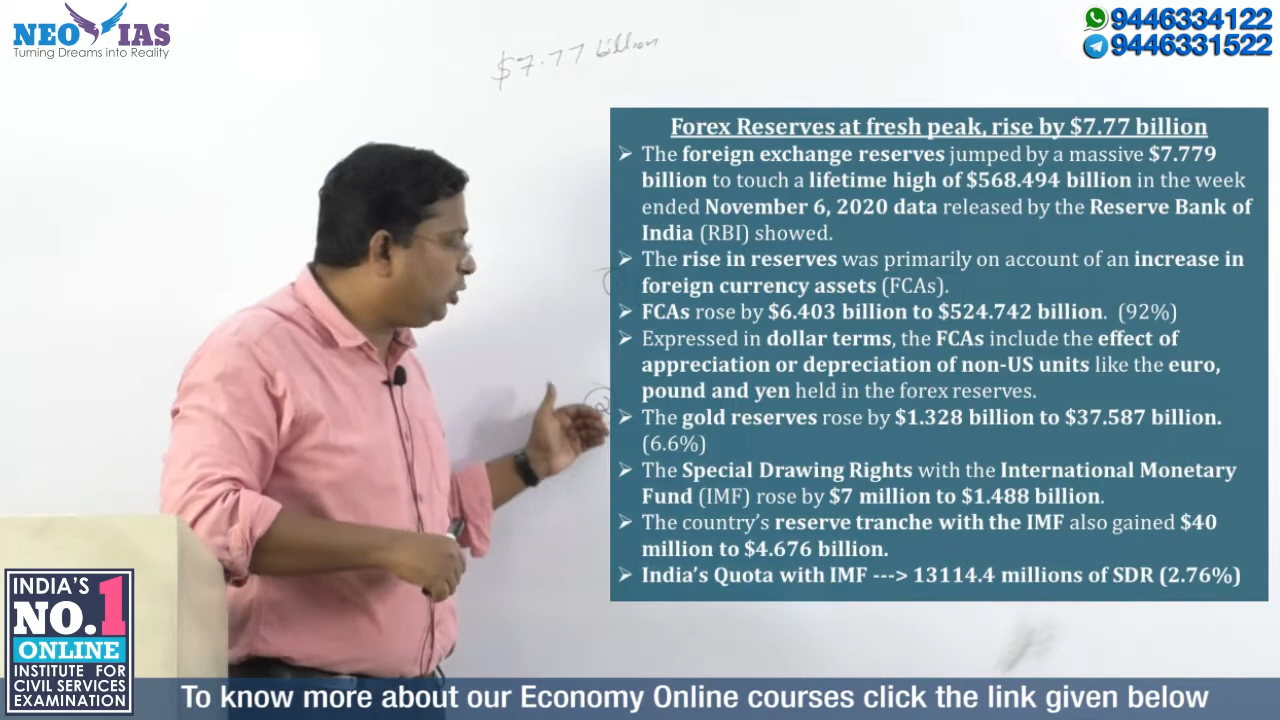 NEO IAS
Turning Dreams into Reality
9446334122
9446331522
$7.77 billion
Forex Reserves at fresh peak, rise by $7.77 billion
➢ The foreign exchange reserves jumped by a massive $7.779
billion to touch a lifetime high of $568.494 billion in the week
ended November 6, 2020 data released by the Reserve Bank of
India (RBI) showed.
➢ The rise in reserves was primarily on account of an increase in
foreign currency assets (FCAs).
➢ FCAs rose by $6.403 billion to $524.742 billion. (92%)
➢ Expressed in dollar terms, the FCAs include the effect of
appreciation or depreciation of non-US units like the euro,
pound and yen held in the forex reserves.
➢ The gold reserves rose by $1.328 billion to $37.587 billion.
(6.6%)
➢ The Special Drawing Rights with the International Monetary
Fund (IMF) rose by $7 million to $1.488 billion.
➢ The country's reserve tranche with the IMF also gained $40
million to $4.676 billion.
➢ India's Quota with IMF ---> 13114.4 millions of SDR (2.76%)
INDIA'S
NO.1
ONLINE
INSTITUTE FOR
CIVIL SERVICES
EXAMINATION
To know more about our Economy Online courses click the link given below